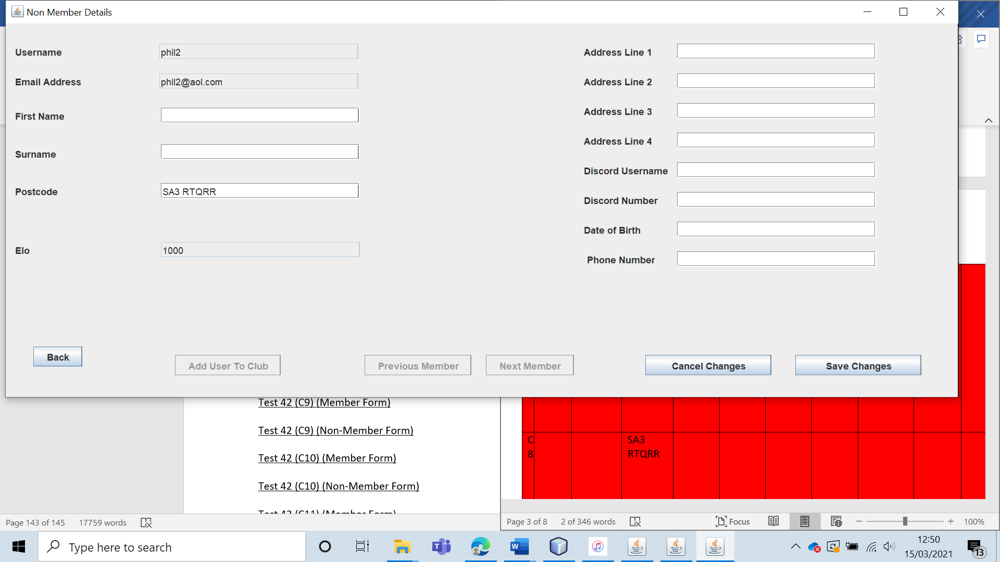 Non Member Details
Username
phil2
Email Address
phil2@aol.com
First Name
Surname
Postcode
SA3 RTQRR
Elo
1000
Address Line 1
Address Line 2
Address Line 3
Address Line 4
Discord Username
Discord Number
Date of Birth
Phone Number
Back
Add User To Club
Previous Member
Next Member
Cancel Changes
Save Changes
Test 42 (C9) (Member Form)
Test 42 (C9) (Non-Member Form)
Test 42 (C10) (Member Form)
Test 42 (C10) (Non-Member Form)
Test 42 (C11) (Member Form)
C
8
SA3
RTQRR
Page 143 of 145
17759 words
Page 3 of 8
2 of 346 words
Focus
100%
Type here to search
12:50
15/03/2021
13